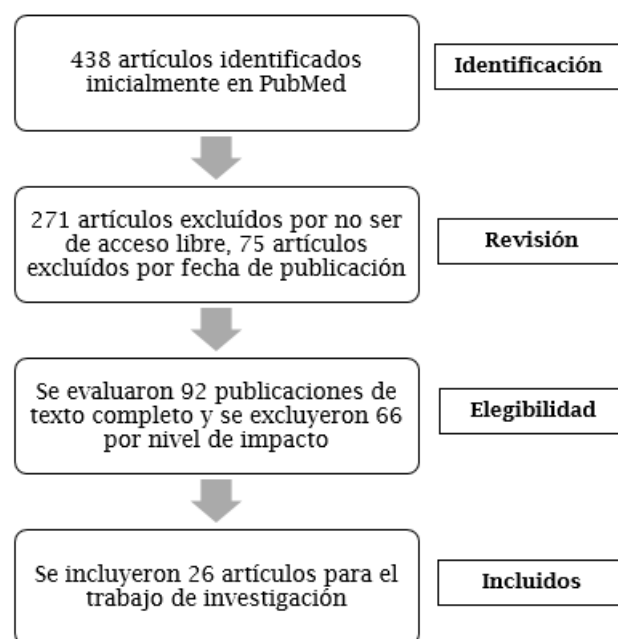 438 artículos identificados
inicialmente en PubMed
Identificación
271 artículos excluídos por no ser
de acceso libre, 75 artículos
excluídos por fecha de publicación
Revisión
Se evaluaron 92 publicaciones de
texto completo y se excluyeron 66
por nivel de impacto
Elegibilidad
Se incluyeron 26 artículos para el
trabajo de investigación
Incluidos